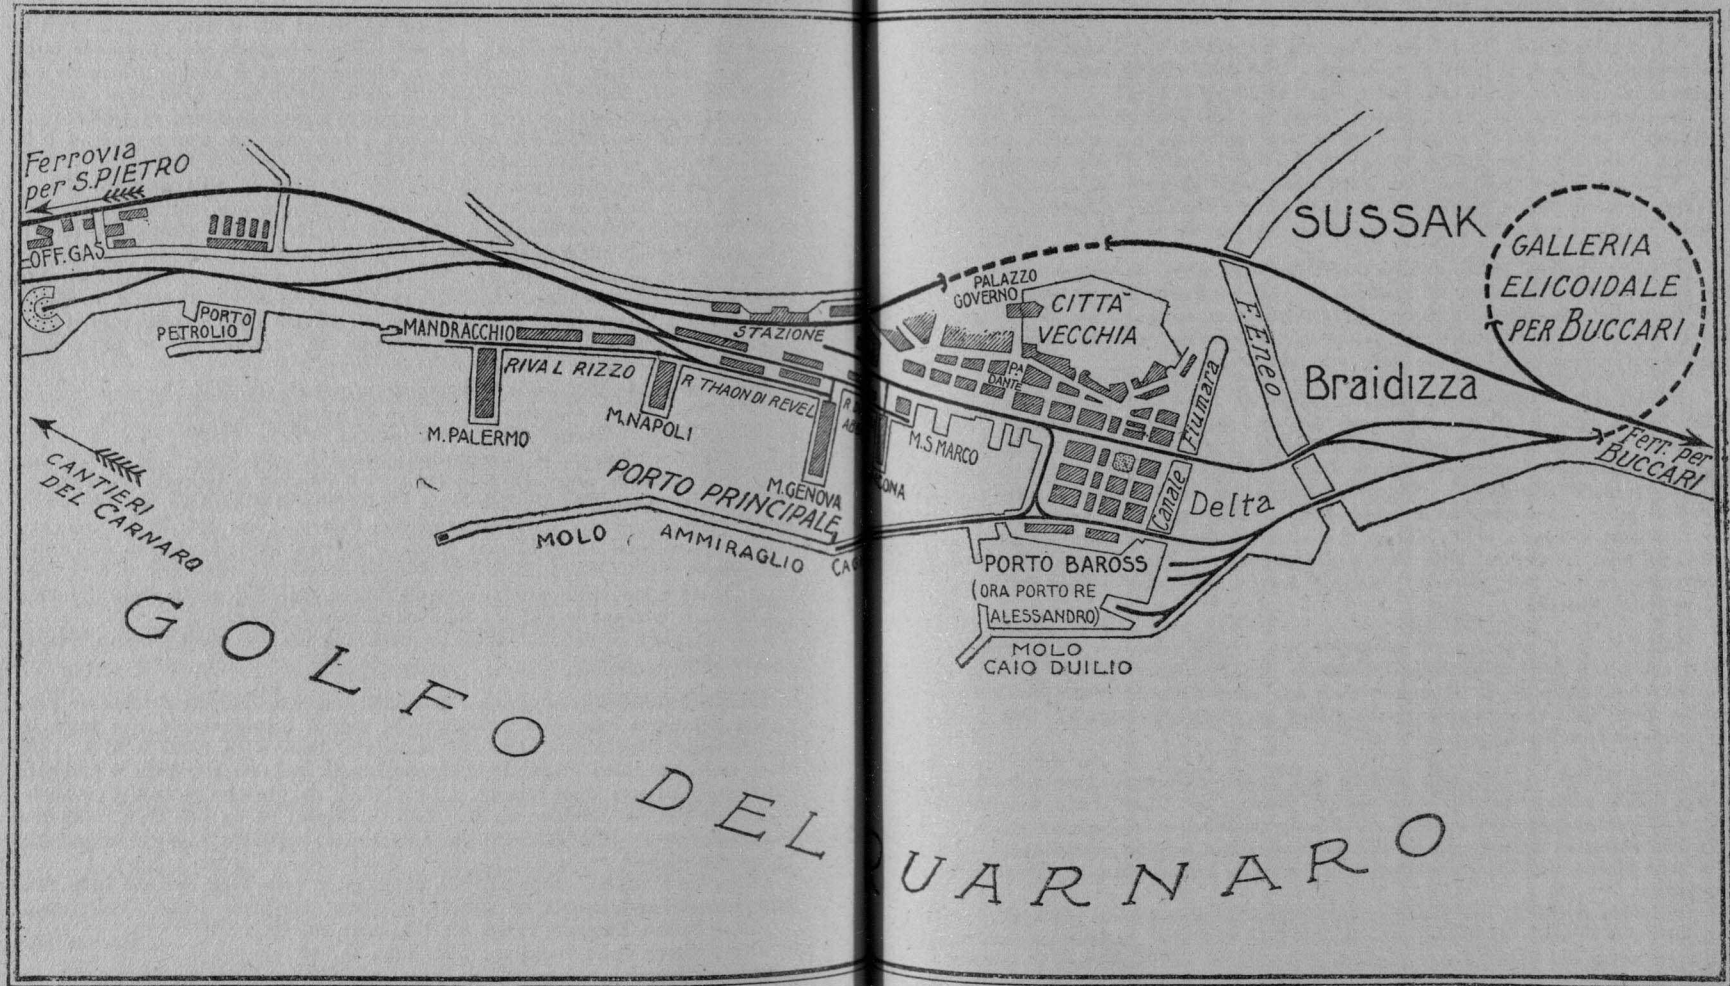 Ferrovia
per S. PIETRO
OFF. GAS
PORTO
PETROLIO
MANDRACCHIO
RIVA L. RIZZO
M. PALERMO
M. NAPOLI
R. THAON DI REVEL
STAZIONE
M. GENOVA
PORTO PRINCIPALE
MOLO AMMIRAGLIO
CANTIERI
DEL CARNARO
PALAZZO
GOVERNO
CITTÀ
VECCHIA
DANTE
M. S. MARCO
Fiumara
Canale
F. Eneo
SUSSAK
Braidizza
Delta
GALLERIA
ELICOIDALE
PER BUCCARI
Ferr. per
BUCCARI
PORTO BAROSS
(ORA PORTO RE
ALESSANDRO)
MOLO
CAIO DUILIO
GOLFO DEL QUARNARO